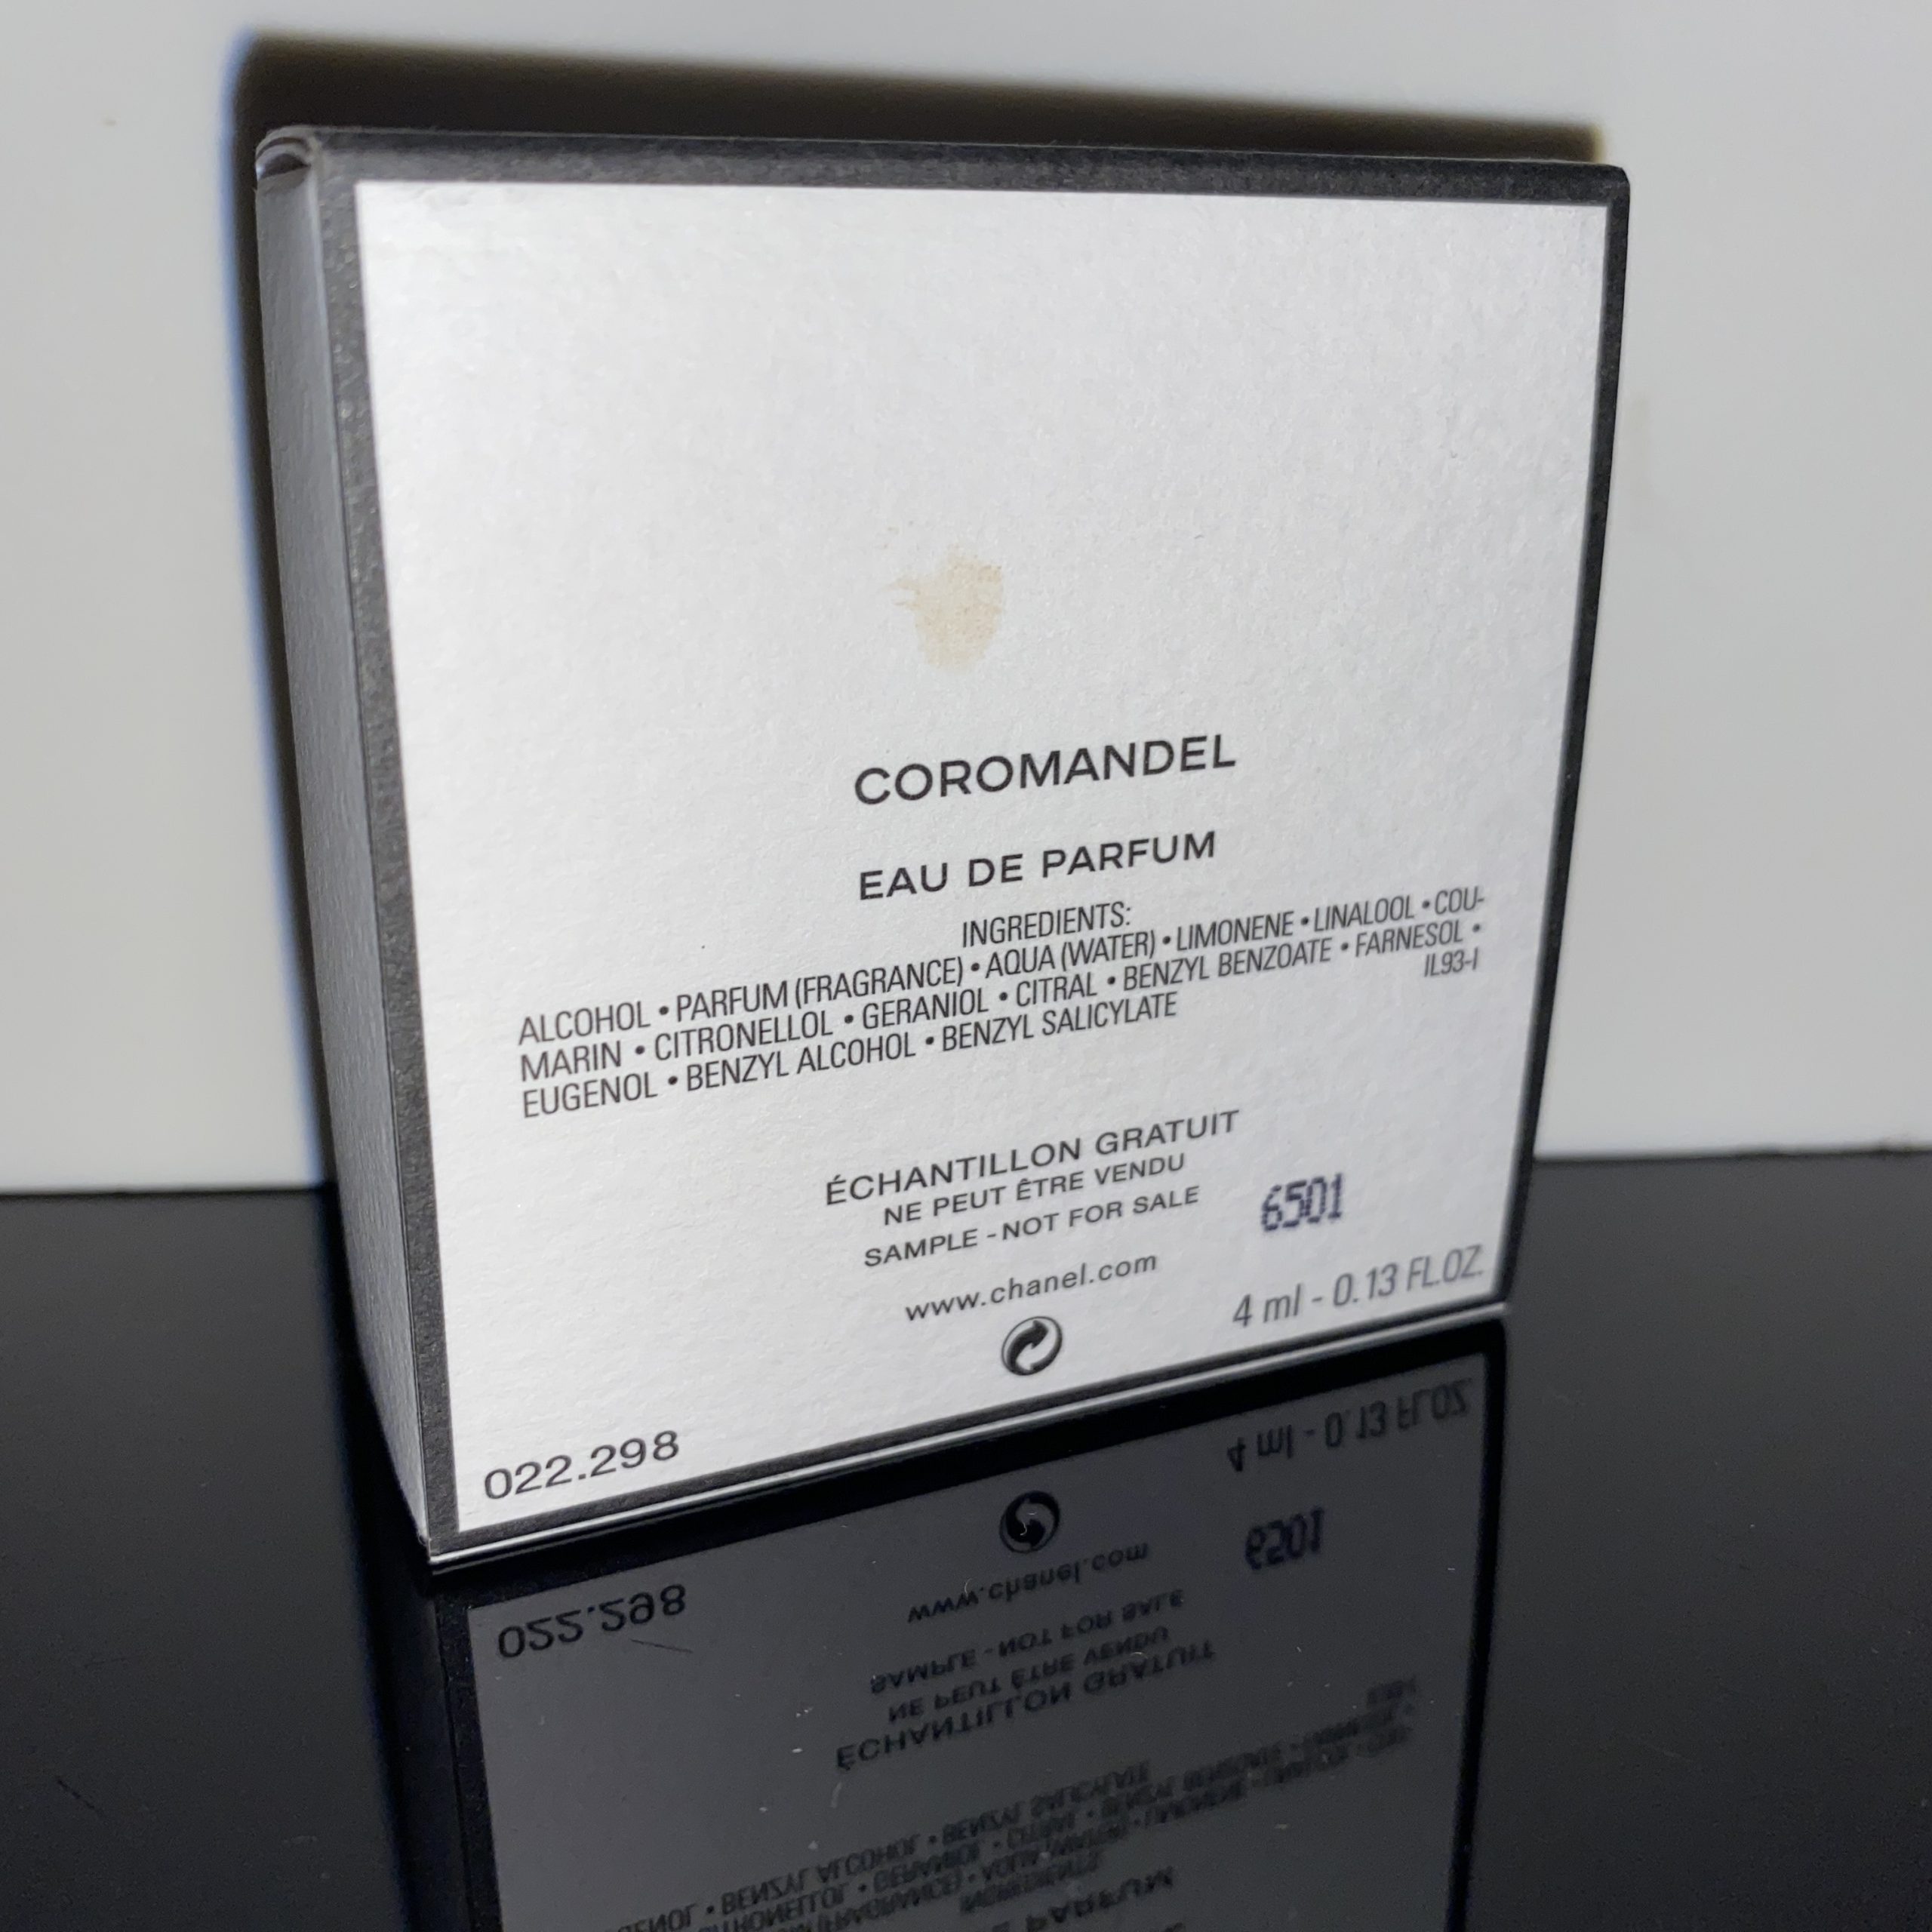 COROMANDEL
EAU DE PARFUM
INGREDIENTS:
ALCOHOL • PARFUM (FRAGRANCE) • AQUA (WATER) • LIMONENE • LINALOOL • COU-
MARIN • CITRONELLOL • GERANIOL • CITRAL • BENZYL BENZOATE • FARNESOL •
EUGENOL • BENZYL ALCOHOL • BENZYL SALICYLATE
IL93-I
ÉCHANTILLON GRATUIT
NE PEUT ÊTRE VENDU
SAMPLE - NOT FOR SALE
6501
www.chanel.com
4 ml - 0.13 FL.OZ.
022.298